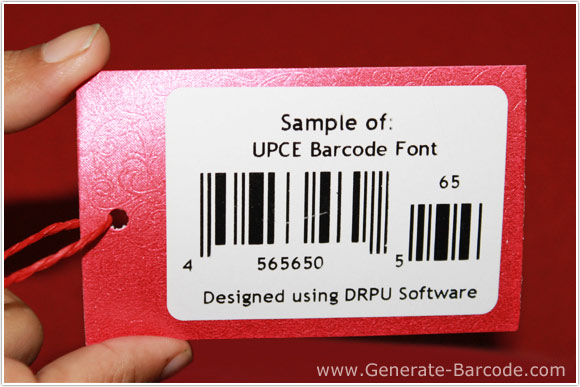 Sample of:
UPCE Barcode Font
65
4 565650 5
Designed using DRPU Software
www.Generate-Barcode.com